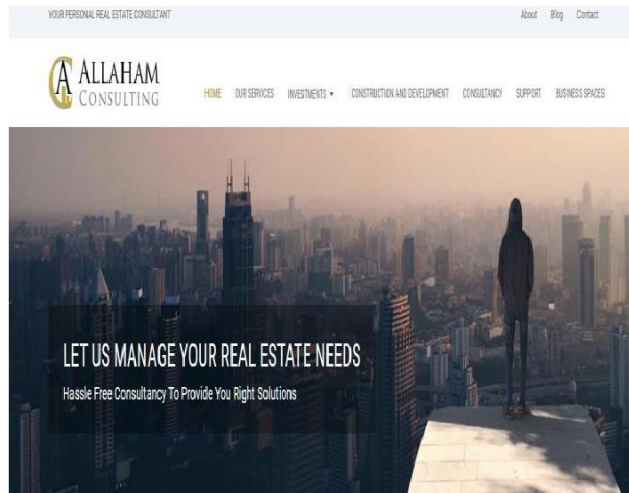 YOUR PERSONAL REAL ESTATE CONSULTANT
About Blog Contact
ALLAHAM
CONSULTING
HOME OUR SERVICES INVESTMENTS CONSTRUCTION AND DEVELOPMENT CONSULTANCY SUPPORT BUSINESS SPACES
LET US MANAGE YOUR REAL ESTATE NEEDS
Hassle Free Consultancy To Provide You Right Solutions